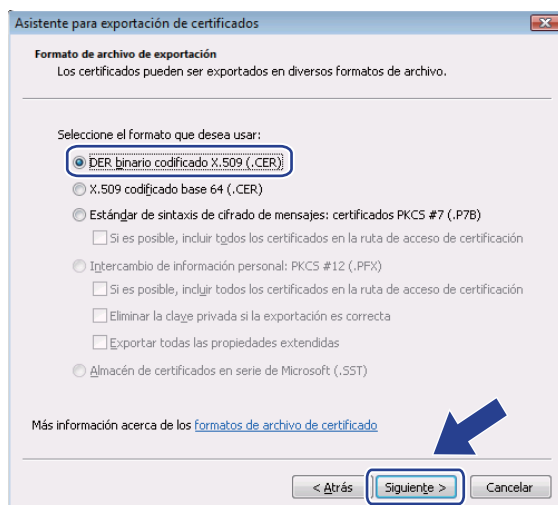 Asistente para exportación de certificados
Formato de archivo de exportación
Los certificados pueden ser exportados en diversos formatos de archivo.
Seleccione el formato que desea usar:
DER binario codificado X.509 (.CER)
X.509 codificado base 64 (.CER)
Estándar de sintaxis de cifrado de mensajes: certificados PKCS #7 (.P7B)
Si es posible, incluir todos los certificados en la ruta de acceso de certificación
Intercambio de información personal: PKCS #12 (.PFX)
Si es posible, incluir todos los certificados en la ruta de acceso de certificación
Eliminar la clave privada si la exportación es correcta
Exportar todas las propiedades extendidas
Almacén de certificados en serie de Microsoft (.SST)
Más información acerca de los formatos de archivo de certificado
< Atrás Siguiente > Cancelar